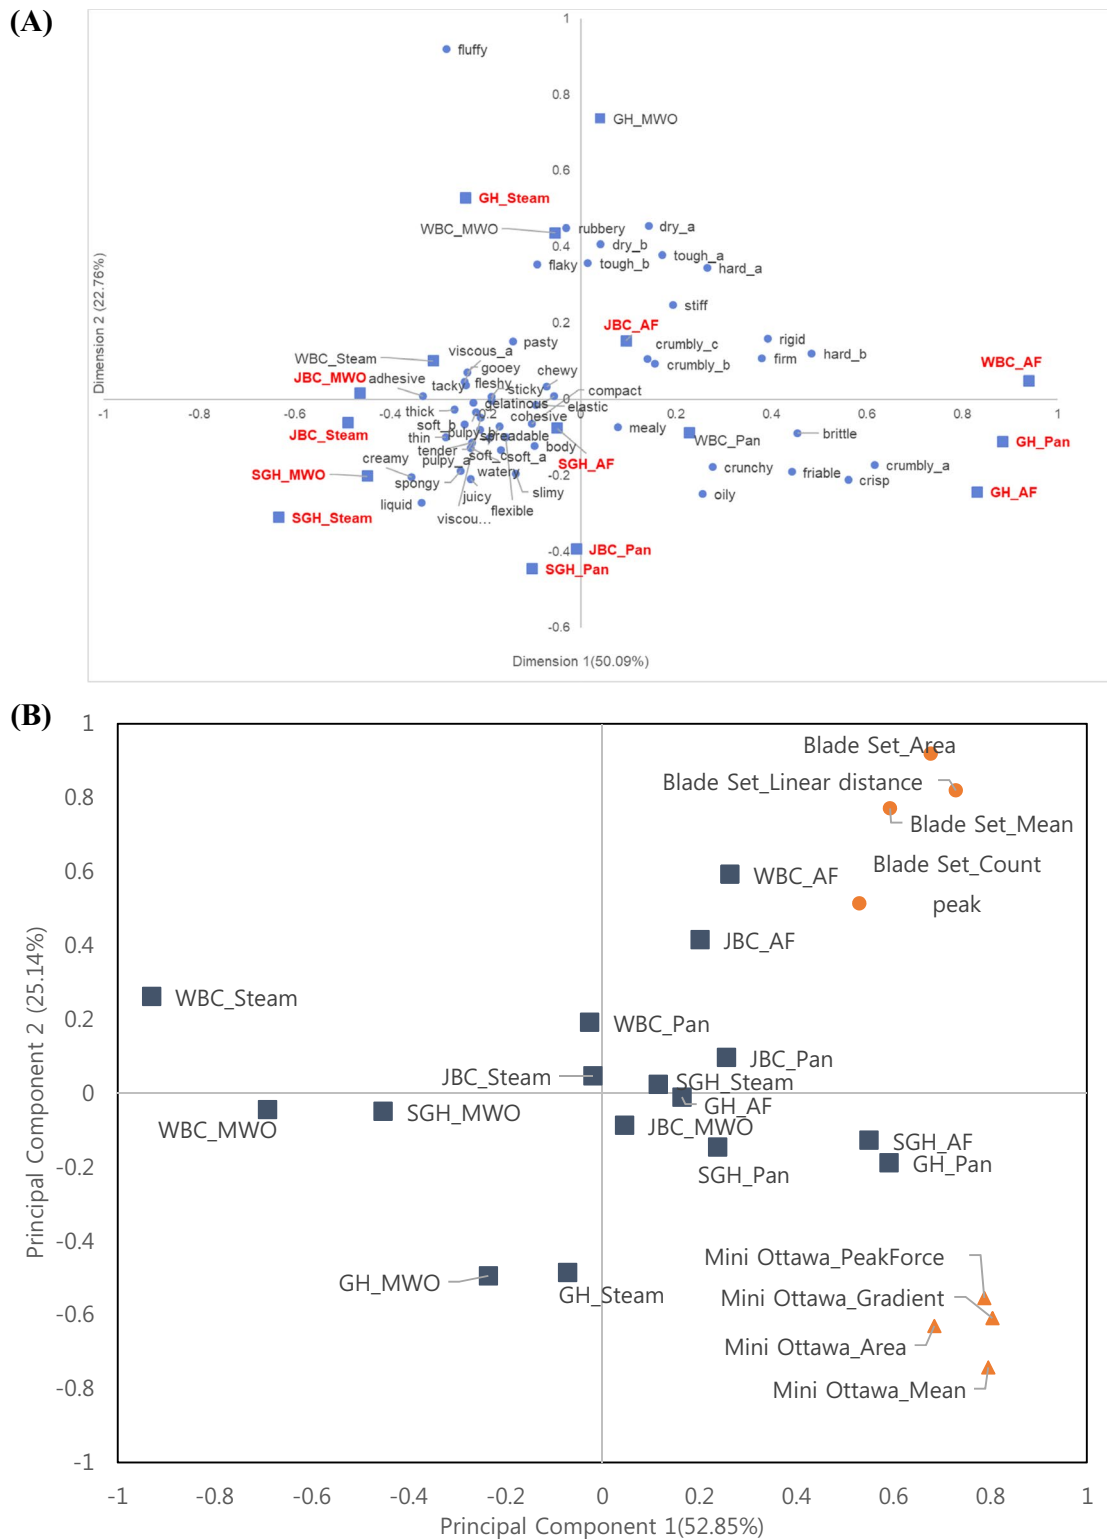 (A)
1
fluffy
0.8
GH_MWO
0.6
GH_Steam
WBC_MWO
rubbery
dry_a
0.4
dry_b
tough_a
flaky
tough_b
hard_a
Dimension 2 (22.76%)
0.2
stiff
JBC_AF
rigid
pasty
crumbly_c
WBC_Steam
viscous_a
crumbly_b
firm
hard_b
WBC_AF
gooey
chewy
JBC_MWO
adhesive
tacky
fleshy
sticky
compact
-1
-0.8
-0.6
-0.4
-0.2
0
0.2
0.4
0.6
0.8
1
thick
gelatinous
elastic
JBC_Steam
soft_b
cohesive
mealy
WBC_Pan
brittle
GH_Pan
thin
pulpy_b
spreadable
tender
soft_c
soft_a
body
SGH_AF
SGH_MWO
creamy
pulpy_a
watery
-0.2
crunchy
friable
crumbly_a
spongy
slimy
crisp
GH_AF
SGH_Steam
liquid
juicy
flexible
oily
viscou…
-0.4
JBC_Pan
SGH_Pan
-0.6
Dimension 1(50.09%)
(B)
1
Blade Set_Area
0.8
Blade Set_Linear distance
Blade Set_Mean
0.6
WBC_AF
Blade Set_Count
peak
0.4
JBC_AF
Principal Component 2 (25.14%)
WBC_Steam
0.2
WBC_Pan
JBC_Pan
JBC_Steam
SGH_Steam
0
GH_AF
WBC_MWO
SGH_MWO
JBC_MWO
SGH_AF
-0.2
SGH_Pan
GH_Pan
-0.4
Mini Ottawa_PeakForce
GH_MWO
GH_Steam
Mini Ottawa_Gradient
-0.6
Mini Ottawa_Area
-0.8
Mini Ottawa_Mean
-1
-1
-0.8
-0.6
-0.4
-0.2
0
0.2
0.4
0.6
0.8
1
Principal Component 1(52.85%)